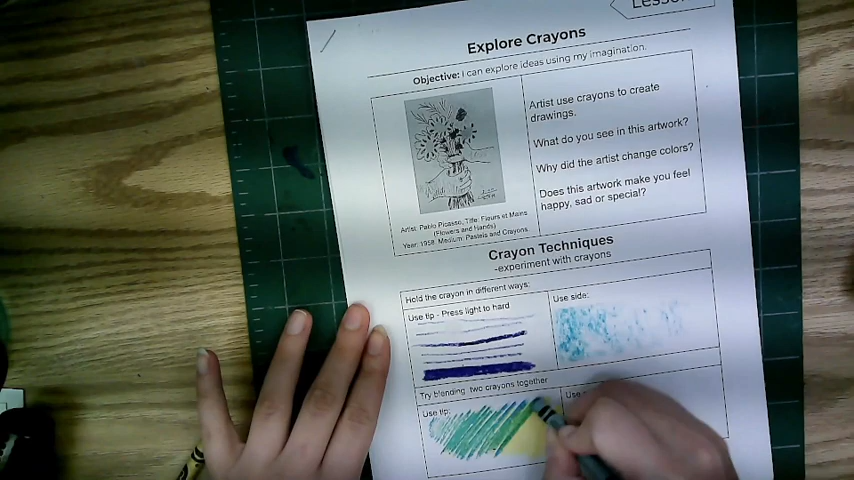 Explore Crayons
Objective: I can explore ideas using my imagination.
Artist use crayons to create
drawings.
What do you see in this artwork?
Why did the artist change colors?
Does this artwork make you feel
happy, sad or special?
Artist: Pablo Picasso, Title: Fleurs et Mains
(Flowers and Hands)
Year: 1958. Medium: Pastels and Crayons
Crayon Techniques
-experiment with crayons
Hold the crayon in different ways:
Use tip - Press light to hard
Use side:
Try blending two crayons together
Use tip:
Use